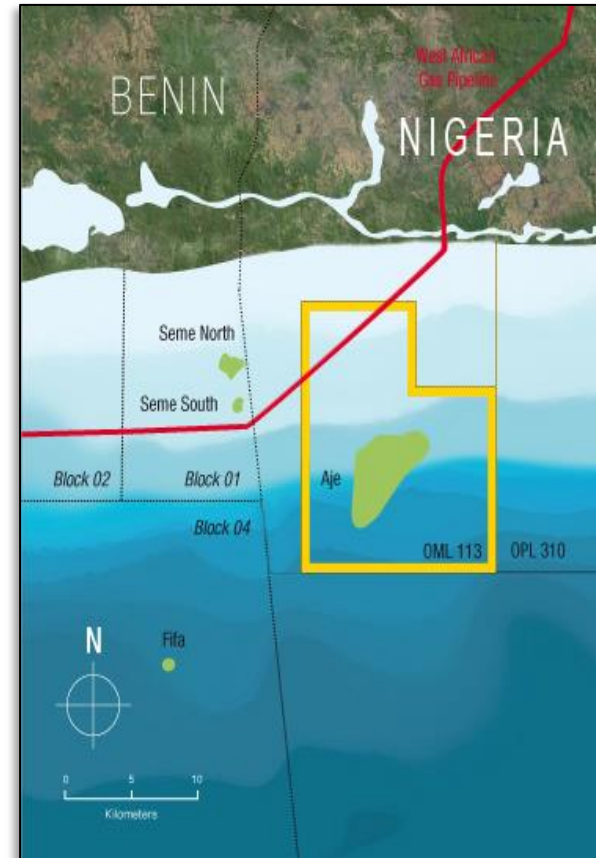 West African
Gas Pipeline
BENIN
NIGERIA
Seme North
Seme South
Block 02
Block 01
Aje
Block 04
OML 113
OPL 310
Fifa
N
0 5 10
Kilometers